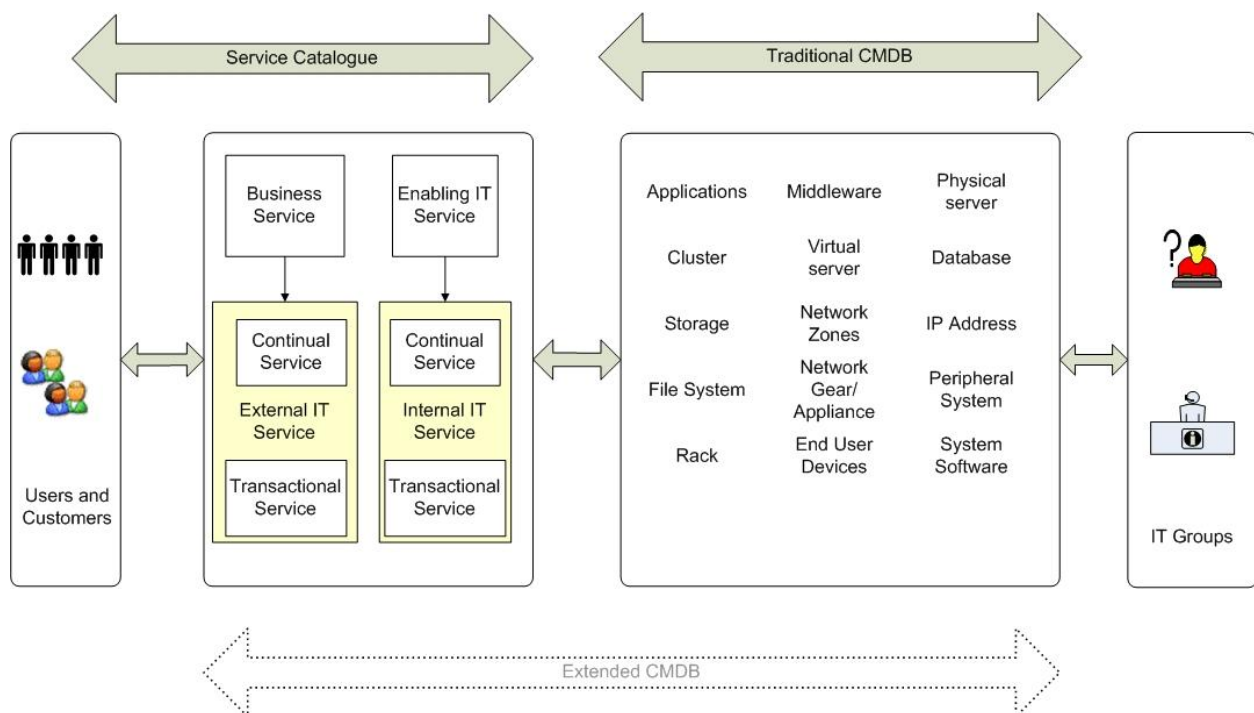 Service Catalogue
Traditional CMDB
Users and
Customers
Business
Service
Enabling IT
Service
Continual
Service
Continual
Service
External IT
Service
Internal IT
Service
Transactional
Service
Transactional
Service
Applications
Middleware
Physical
server
Cluster
Virtual
server
Database
Storage
Network
Zones
IP Address
File System
Network
Gear/
Appliance
Peripheral
System
Rack
End User
Devices
System
Software
?
i
IT Groups
Extended CMDB